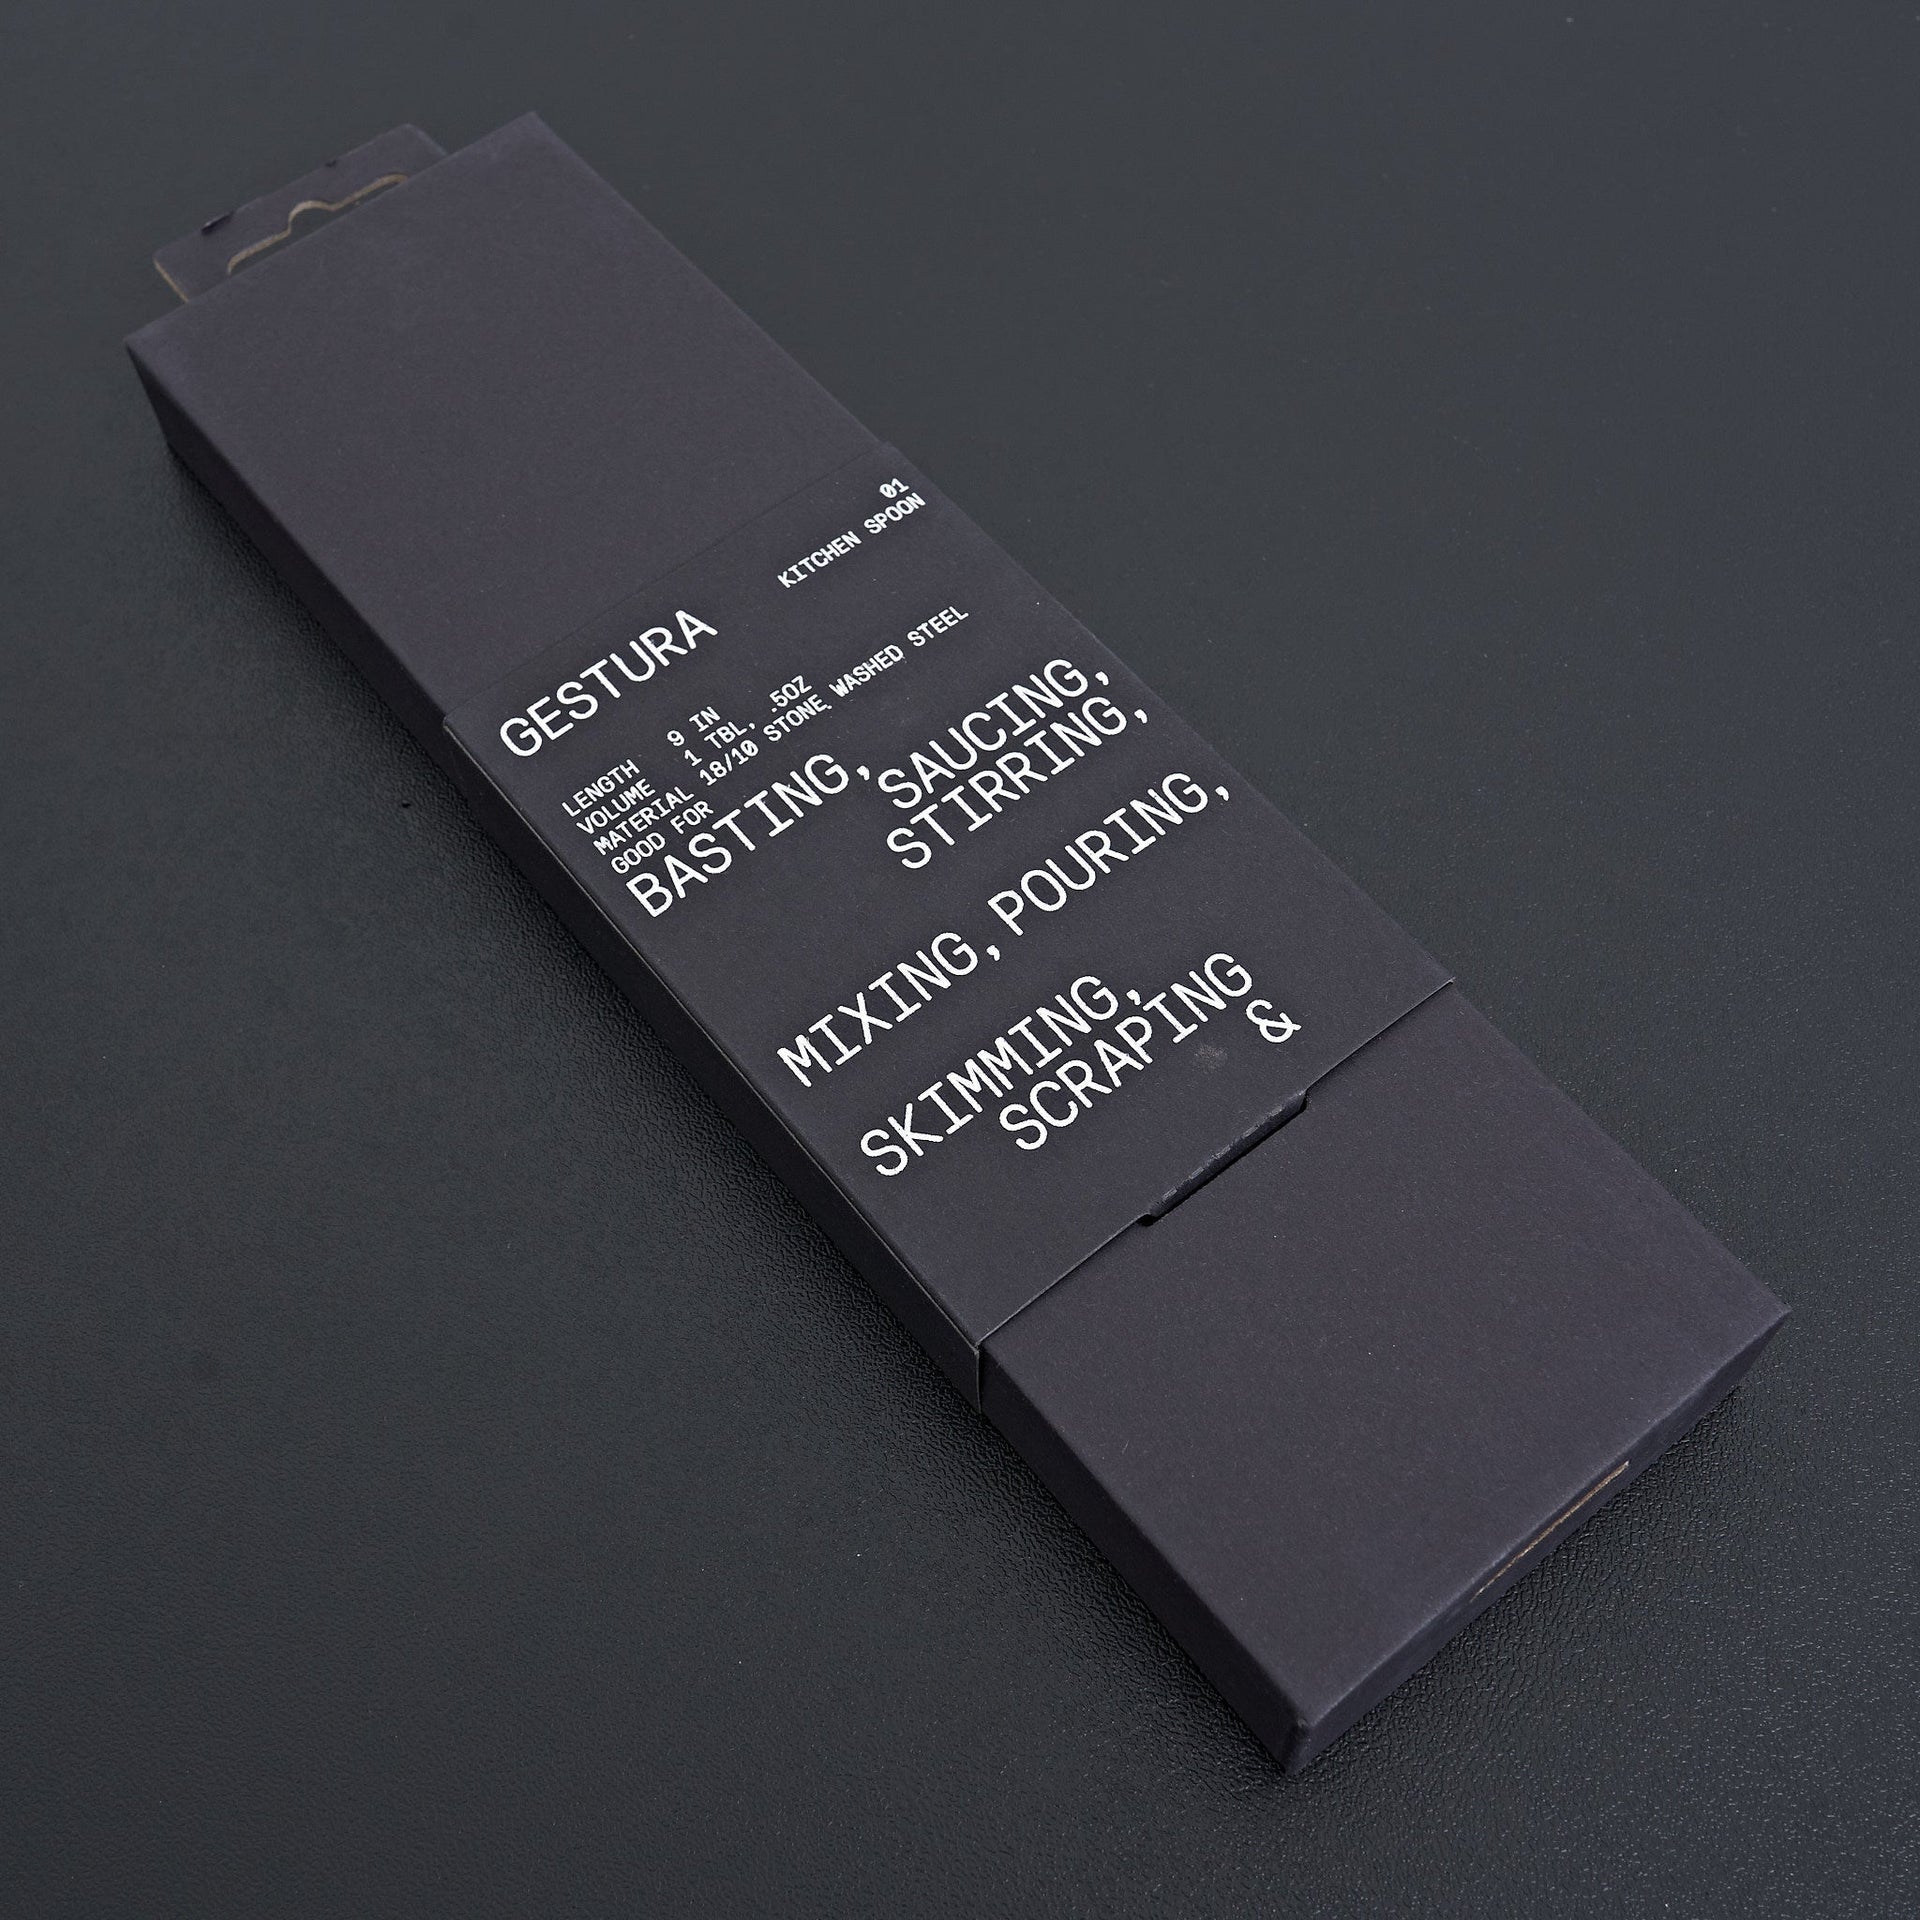 01
KITCHEN SPOON
GESTURA
LENGTH 9 IN
VOLUME 1 TBL, .5OZ
MATERIAL 18/10 STONE WASHED STEEL
GOOD FOR
BASTING, SAUCING,
STIRRING,
MIXING, POURING,
SKIMMING,
SCRAPING
&